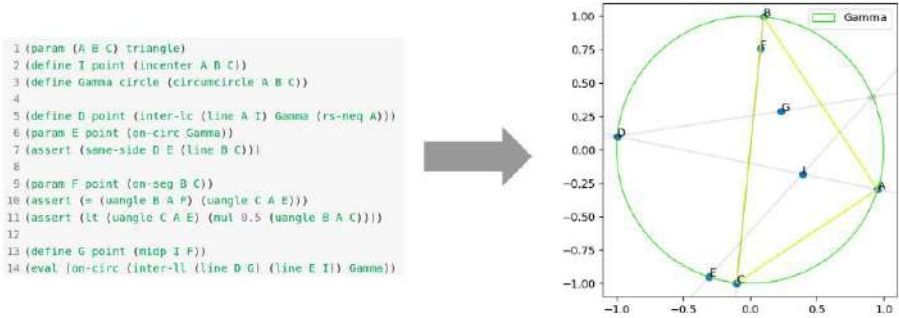 1 (param (A B C) triangle)
2 (define I point (incenter A B C))
3 (define Gamma circle (circumcircle A B C))
4
5 (define D point (inter-lc (line A I) Gamma (rs-neq A)))
6 (param E point (on-circ Gamma))
7 (assert (same-side D E (line B C)))
8
9 (param F point (on-seg B C))
10 (assert (= (uangle B A F) (uangle C A E)))
11 (assert (lt (uangle C A E) (mul 0.5 (uangle B A C))))
12
13 (define G point (midp I F))
14 (eval (on-circ (inter-ll (line D G) (line E I)) Gamma))
Gamma
1.00
0.75
0.50
0.25
0.00
−0.25
−0.50
−0.75
−1.00
−1.0 −0.5 0.0 0.5 1.0
B
F
G
D
I
A
E
C